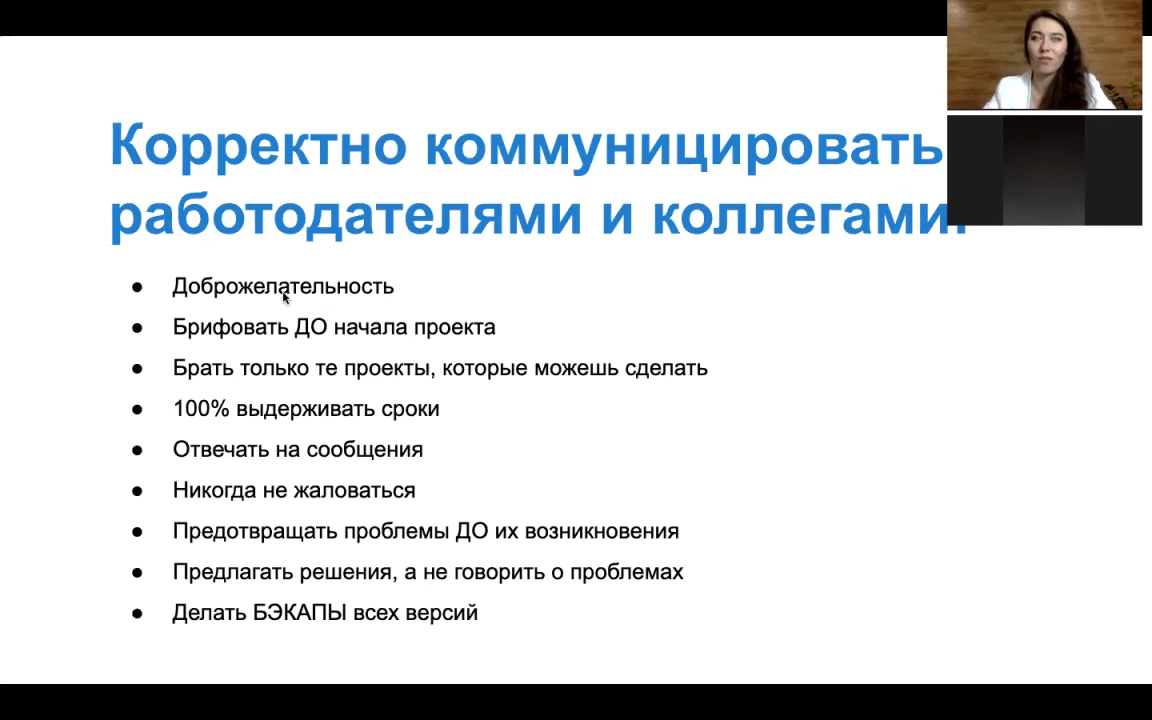 Корректно коммуницировать
работодателями и коллегами:
● Доброжелательность
● Брифовать ДО начала проекта
● Брать только те проекты, которые можешь сделать
● 100% выдерживать сроки
● Отвечать на сообщения
● Никогда не жаловаться
● Предотвращать проблемы ДО их возникновения
● Предлагать решения, а не говорить о проблемах
● Делать БЭКАПЫ всех версий